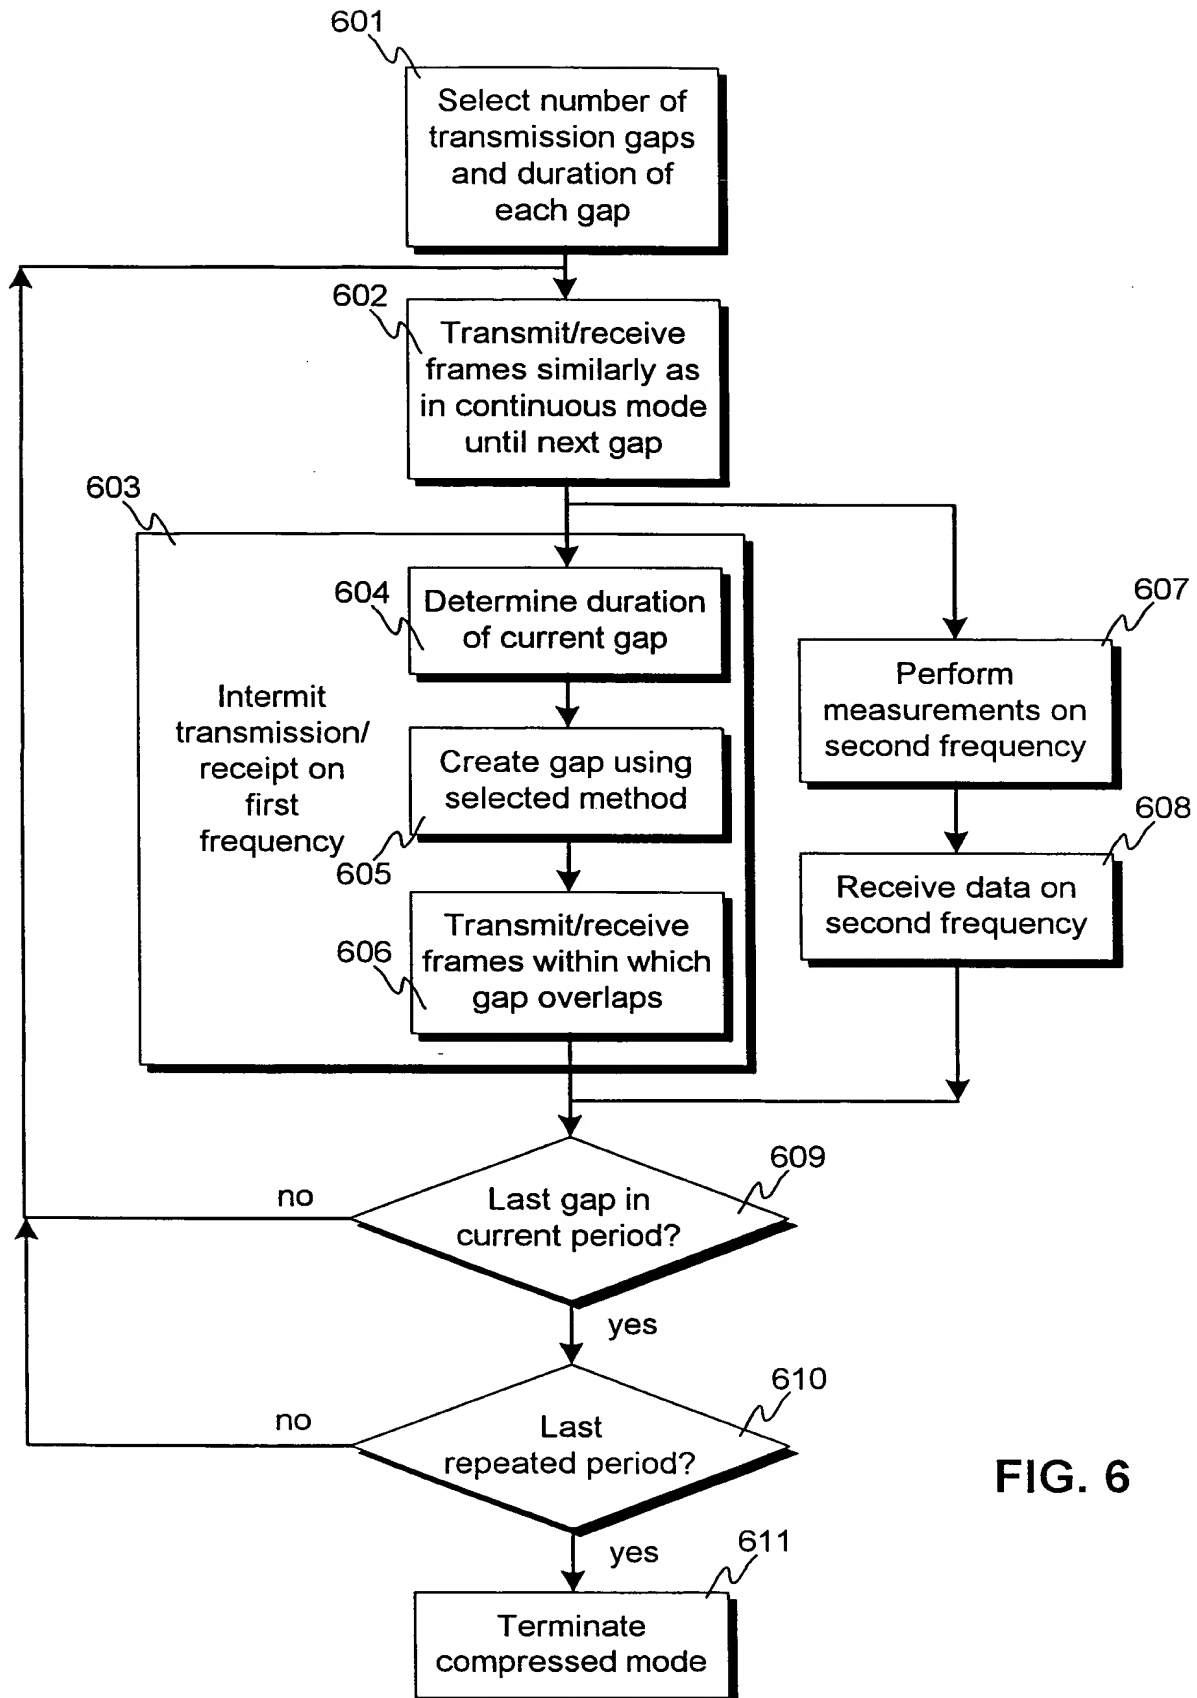 601
Select number of
transmission gaps
and duration of
each gap
602
Transmit/receive
frames similarly as
in continuous mode
until next gap
603
Intermit
transmission/
receipt on
first
frequency
604
Determine duration
of current gap
Create gap using
selected method
605
606
Transmit/receive
frames within which
gap overlaps
607
Perform
measurements on
second frequency
608
Receive data on
second frequency
609
Last gap in
current period?
no
yes
610
Last
repeated period?
no
yes
611
Terminate
compressed mode
FIG. 6